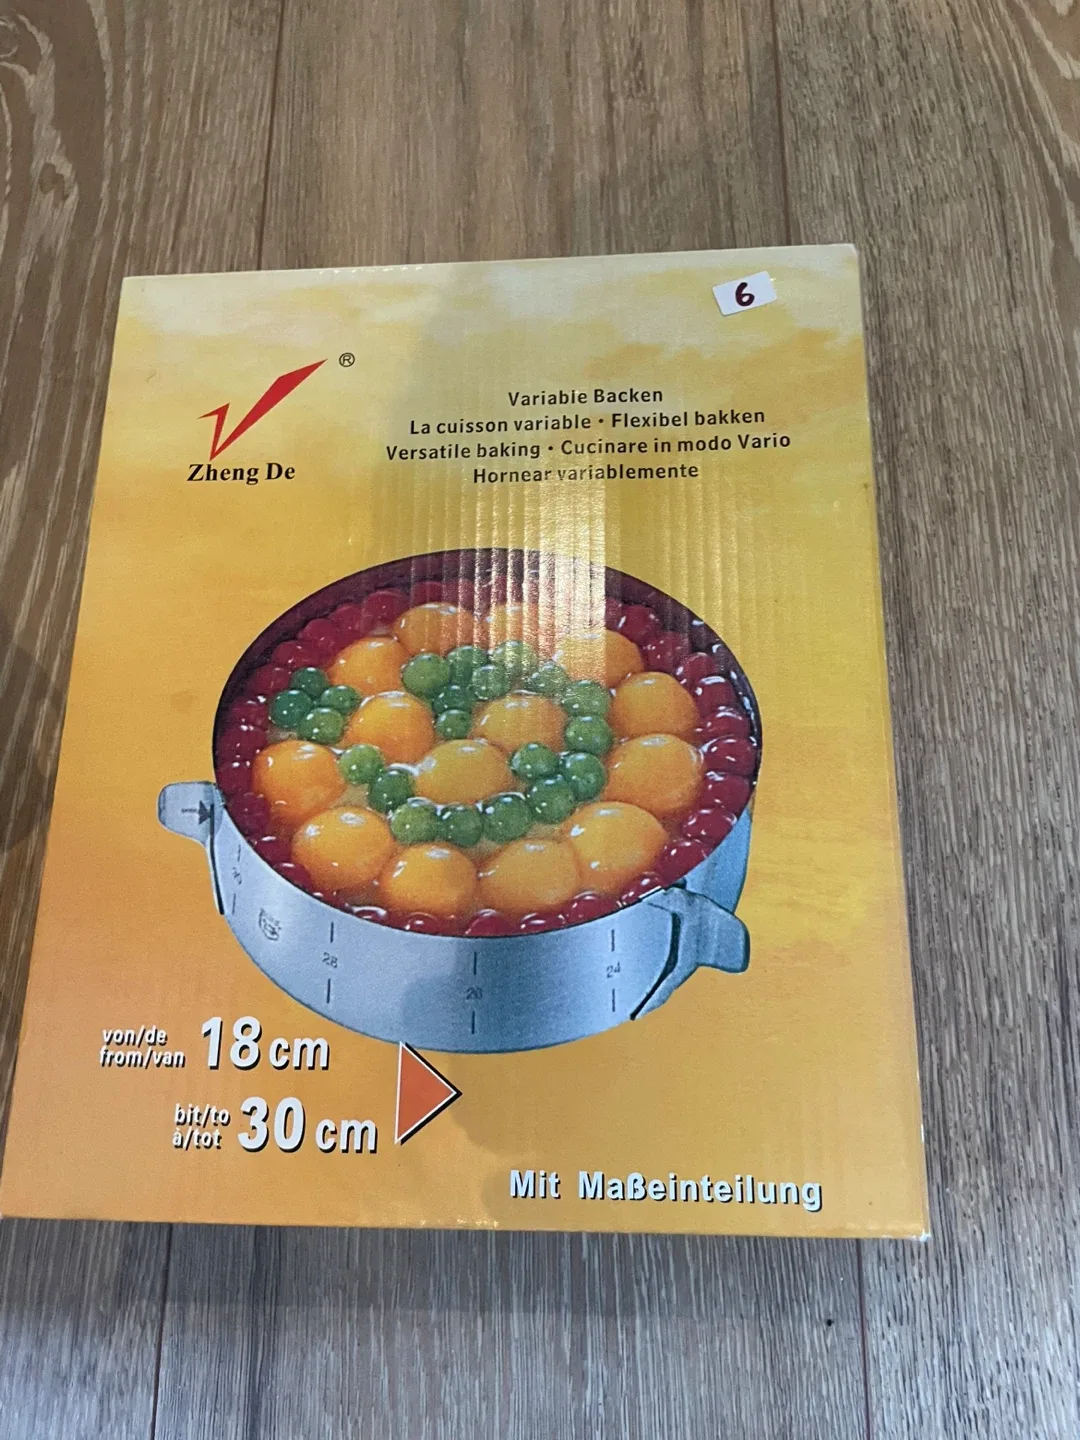 6
®
Zheng De
Variabie Backen
La cuisson variable • Flexibel bakken
Versatile baking • Cucinare in modo Vario
Hornear variablemente
28
26
24
von/de
from/van
18 cm
bit/to
à/tot
30 cm
Mit Maßeinteilung